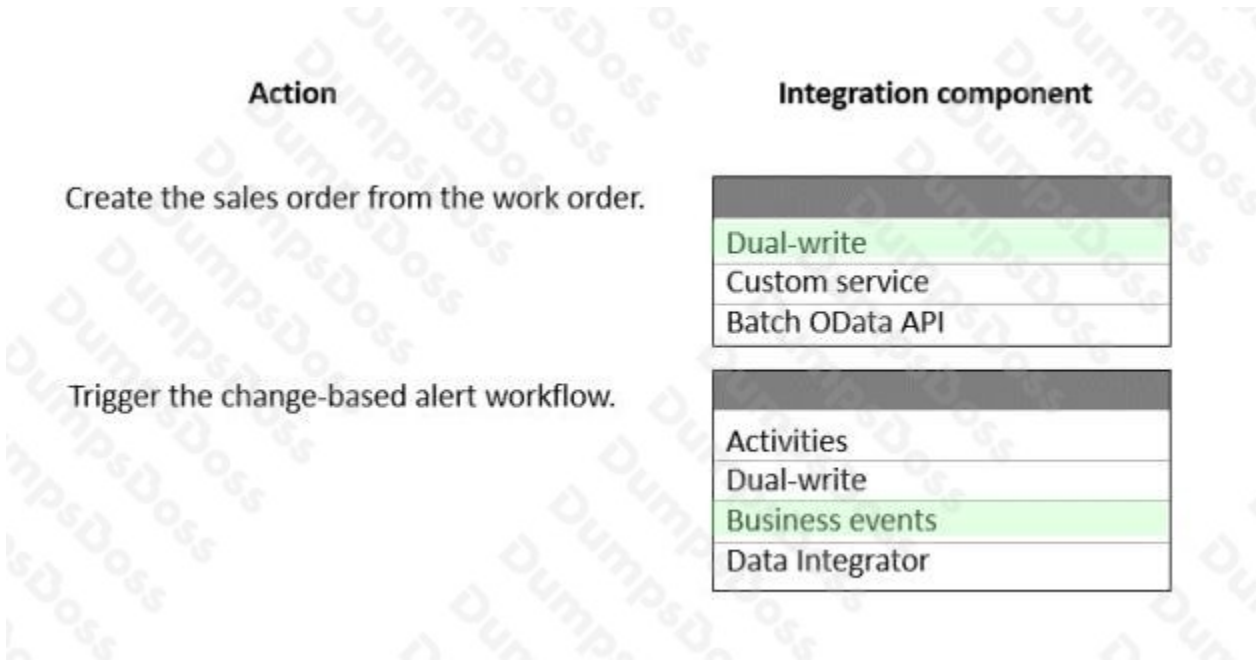 Action Integration component
Create the sales order from the work order.
Dual-write
Custom service
Batch OData API
Trigger the change-based alert workflow.
Activities
Dual-write
Business events
Data Integrator
DumpsDoss